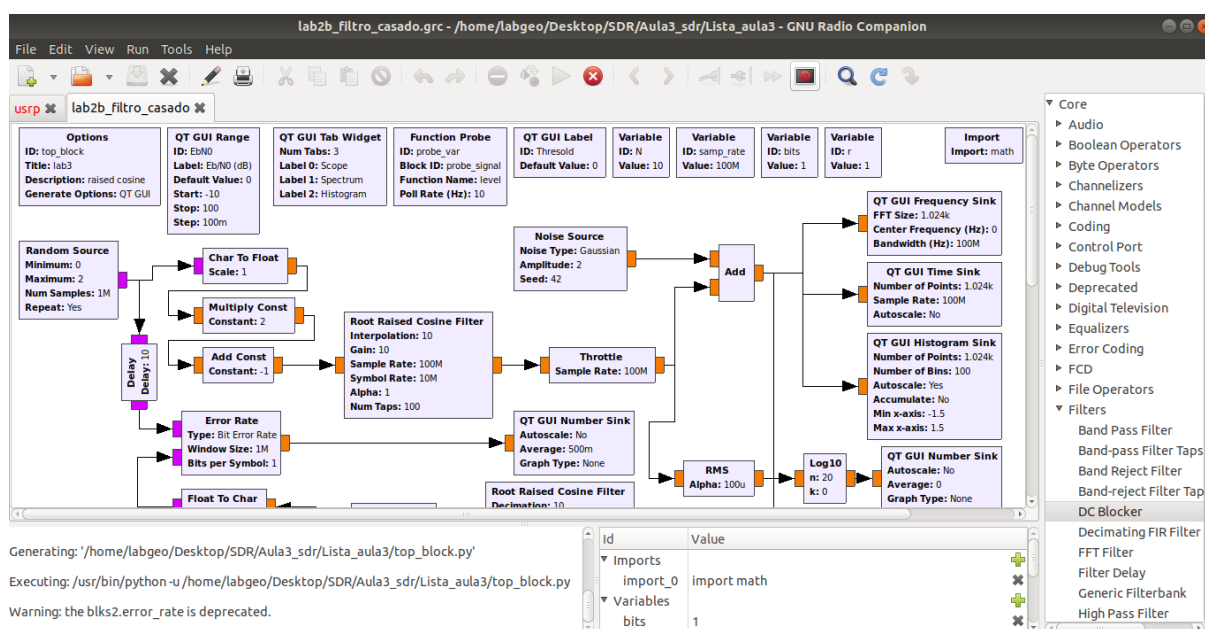 lab2b_filtro_casado.grc - /home/labgeo/Desktop/SDR/Aula3_sdr/Lista_aula3 - GNU Radio Companion
File Edit View Run Tools Help
usrp
lab2b_filtro_casado
Options
ID: top_block
Title: lab3
Description: raised cosine
Generate Options: QT GUI
QT GUI Range
ID: EbN0
Label: Eb/N0 (dB)
Default Value: 0
Start: -10
Stop: 100
Step: 100m
QT GUI Tab Widget
Num Tabs: 3
Label 0: Scope
Label 1: Spectrum
Label 2: Histogram
Function Probe
ID: probe_var
Block ID: probe_signal
Function Name: level
Poll Rate (Hz): 10
QT GUI Label
ID: Thresold
Default Value: 0
Variable
ID: N
Value: 10
Variable
ID: samp_rate
Value: 100M
Variable
ID: bits
Value: 1
Variable
ID: r
Value: 1
Import
Import: math
Random Source
Minimum: 0
Maximum: 2
Num Samples: 1M
Repeat: Yes
Char To Float
Scale: 1
Multiply Const
Constant: 2
Add Const
Constant: -1
Delay
Delay: 10
Root Raised Cosine Filter
Interpolation: 10
Gain: 10
Sample Rate: 100M
Symbol Rate: 10M
Alpha: 1
Num Taps: 100
Throttle
Sample Rate: 100M
Noise Source
Noise Type: Gaussian
Amplitude: 2
Seed: 42
Add
QT GUI Frequency Sink
FFT Size: 1.024k
Center Frequency (Hz): 0
Bandwidth (Hz): 100M
QT GUI Time Sink
Number of Points: 1.024k
Sample Rate: 100M
Autoscale: No
QT GUI Histogram Sink
Number of Points: 1.024k
Number of Bins: 100
Autoscale: Yes
Accumulate: No
Min x-axis: -1.5
Max x-axis: 1.5
Error Rate
Type: Bit Error Rate
Window Size: 1M
Bits per Symbol: 1
QT GUI Number Sink
Autoscale: No
Average: 500m
Graph Type: None
RMS
Alpha: 100u
Log10
n: 20
k: 0
QT GUI Number Sink
Autoscale: No
Average: 0
Graph Type: None
Float To Char
Root Raised Cosine Filter
Decimation: 10
Core
Audio
Boolean Operators
Byte Operators
Channelizers
Channel Models
Coding
Control Port
Debug Tools
Deprecated
Digital Television
Equalizers
Error Coding
FCD
File Operators
Filters
Band Pass Filter
Band-pass Filter Taps
Band Reject Filter
Band-reject Filter Tap
DC Blocker
Decimating FIR Filter
FFT Filter
Filter Delay
Generic Filterbank
High Pass Filter
Generating: '/home/labgeo/Desktop/SDR/Aula3_sdr/Lista_aula3/top_block.py'
Executing: /usr/bin/python -u /home/labgeo/Desktop/SDR/Aula3_sdr/Lista_aula3/top_block.py
Warning: the blks2.error_rate is deprecated.
Id Value
Imports
import_0 import math
Variables
bits 1